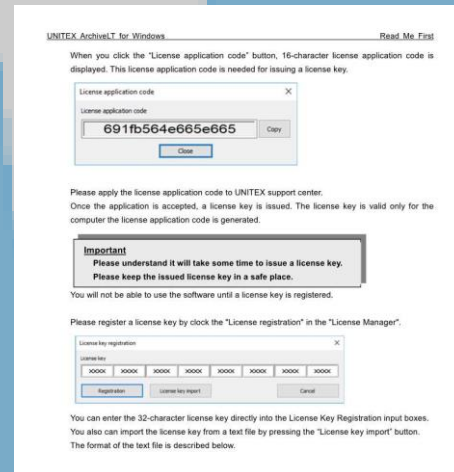 UNITEX ArchiveLT for Windows Read Me First
When you click the "License application code" button, 16-character license application code is
displayed. This license application code is needed for issuing a license key.
License application code
License application code
691fb564e665e665 Copy
Close
Please apply the license application code to UNITEX support center.
Once the application is accepted, a license key is issued. The license key is valid only for the
computer the license application code is generated.
Important
Please understand it will take some time to issue a license key.
Please keep the issued license key in a safe place.
You will not be able to use the software until a license key is registered.
Please register a license key by clock the "License registration" in the "License Manager".
License key registration
License key
XXXX XXXX XXXX XXXX XXXX XXXX XXXX XXXX
Registration License key import Cancel
You can enter the 32-character license key directly into the License Key Registration input boxes.
You also can import the license key from a text file by pressing the "License key import" button.
The format of the text file is described below.